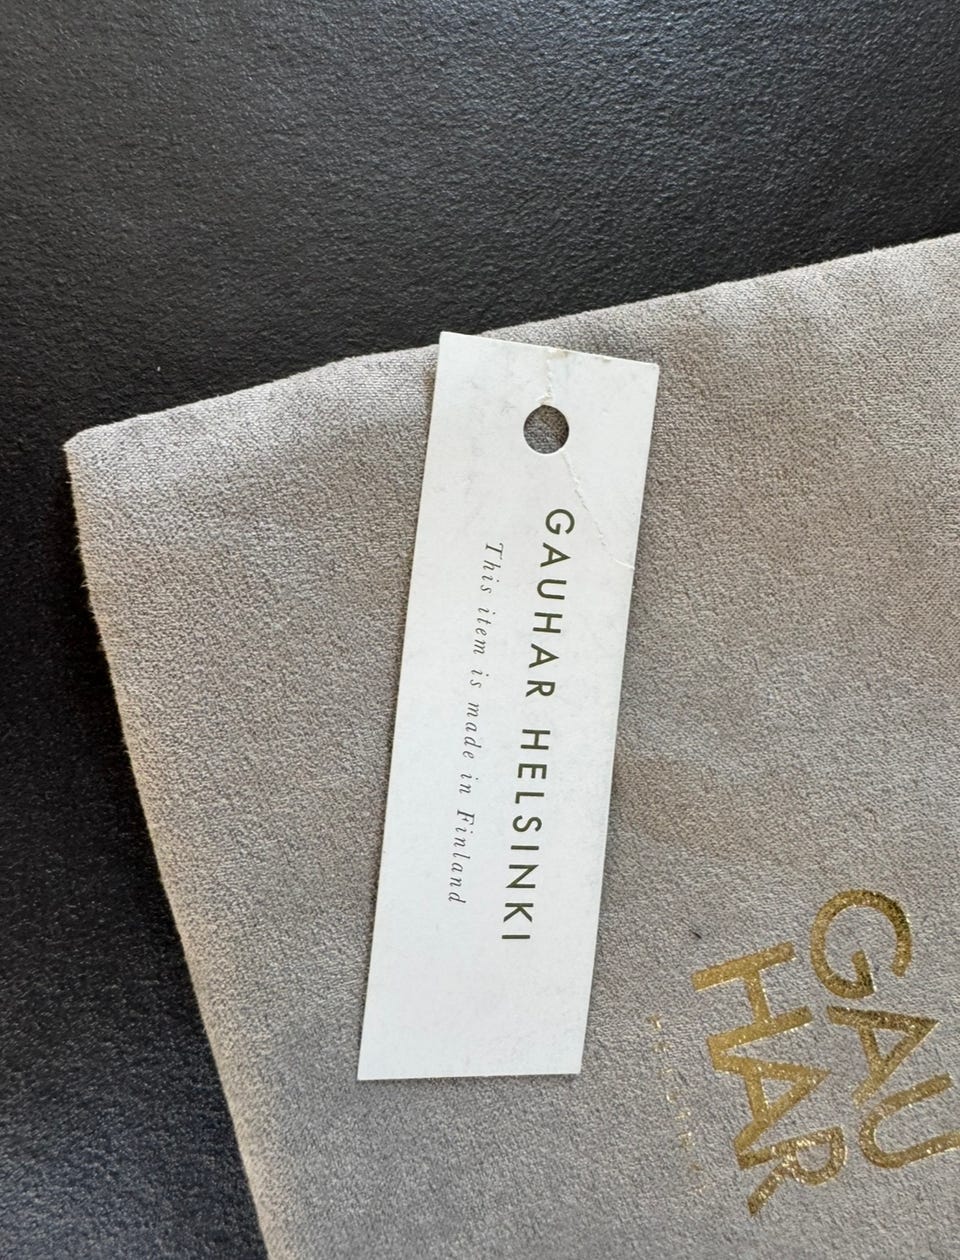 GAUHAR HELSINKI
This item is made in Finland
GAU
HAR